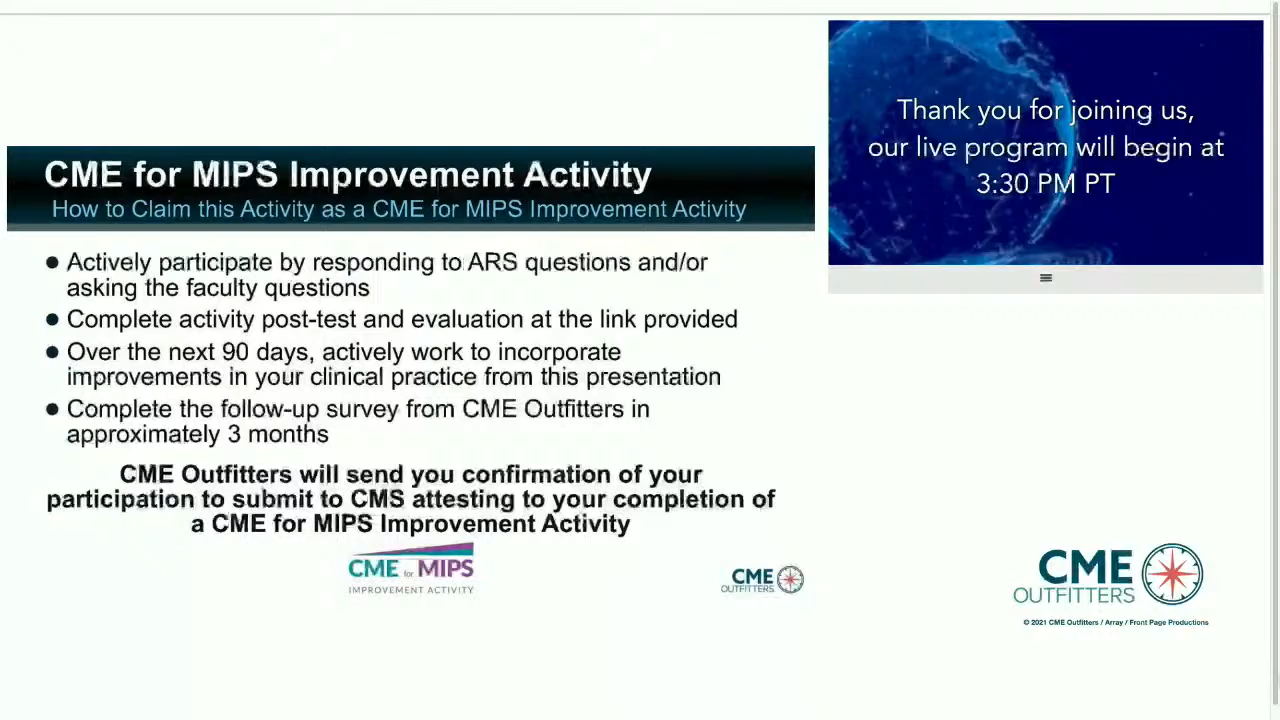 CME for MIPS Improvement Activity
How to Claim this Activity as a CME for MIPS Improvement Activity
● Actively participate by responding to ARS questions and/or
asking the faculty questions
● Complete activity post-test and evaluation at the link provided
● Over the next 90 days, actively work to incorporate
improvements in your clinical practice from this presentation
● Complete the follow-up survey from CME Outfitters in
approximately 3 months
CME Outfitters will send you confirmation of your
participation to submit to CMS attesting to your completion of
a CME for MIPS Improvement Activity
CME for MIPS
IMPROVEMENT ACTIVITY
CME
OUTFITTERS
Thank you for joining us,
our live program will begin at
3:30 PM PT
CME
OUTFITTERS
© 2021 CME Outfitters / Array / Front Page Productions